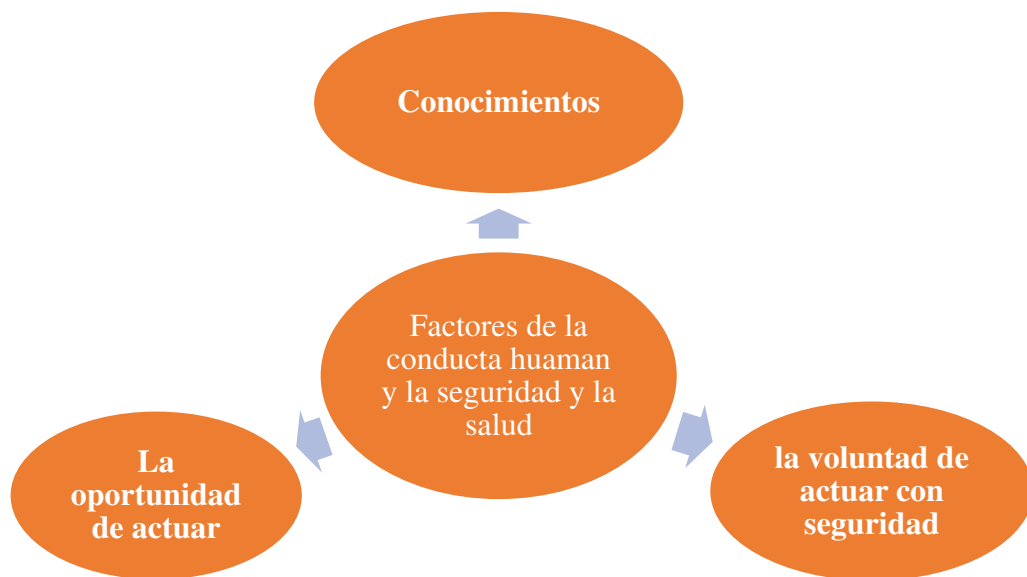 Conocimientos
Factores de la
conducta huaman
y la seguridad y la
salud
La
oportunidad
de actuar
la voluntad de
actuar con
seguridad